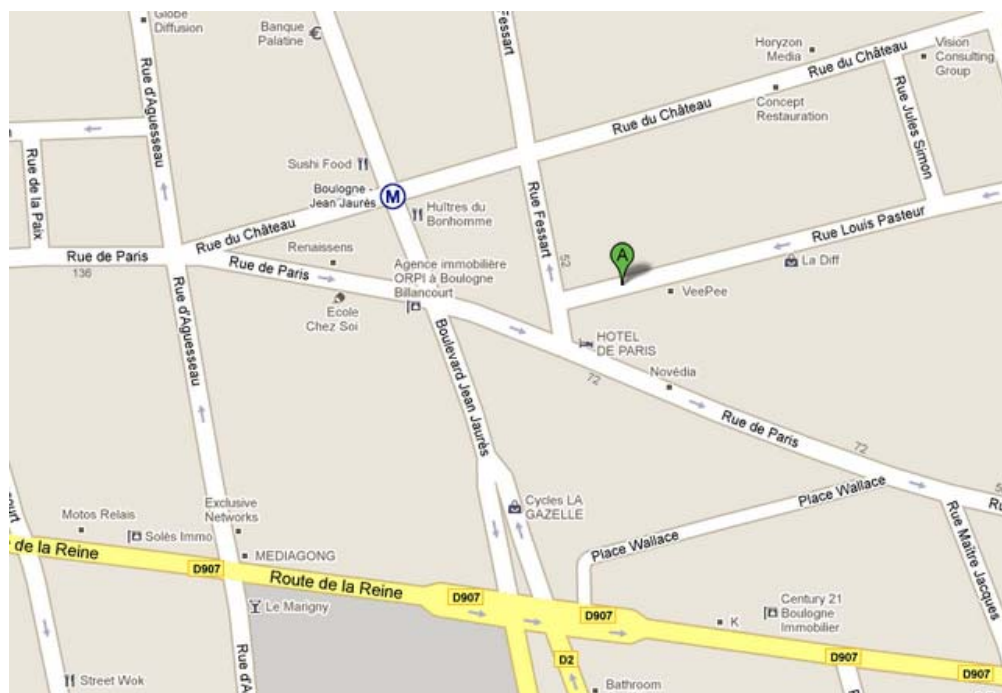 Globe
Diffusion
Banque
Palatine
€
Fessart
Horyzon
Media
Vision
Consulting
Group
Rue du Château
Rue d'Aguesseau
Concept
Restauration
Rue du Château
Rue Jules Simon
Rue de la Paix
Sushi Food
Boulogne -
Jean Jaurès
M
Huîtres du
Bonhomme
Rue Fessart
Rue Louis Pasteur
Rue du Château
Rue de Paris
136
Renaissens
Rue de Paris
Agence immobilière
ORPI à Boulogne
Billancourt
52
A
La Diff
VeePee
Ecole
Chez Soi
HOTEL
DE PARIS
Rue d'Aguesseau
Boulevard Jean Jaurès
72
Novédia
Rue de Paris
72
Exclusive
Networks
Motos Relais
Solès Immo
Cycles LA
GAZELLE
Place Wallace
Place Wallace
Rue Maître Jacques
de la Reine
MEDIAGONG
D907
Route de la Reine
D907
D907
Le Marigny
Century 21
Boulogne
Immobilier
K
D907
D907
D2
Rue d'A
Street Wok
Bathroom